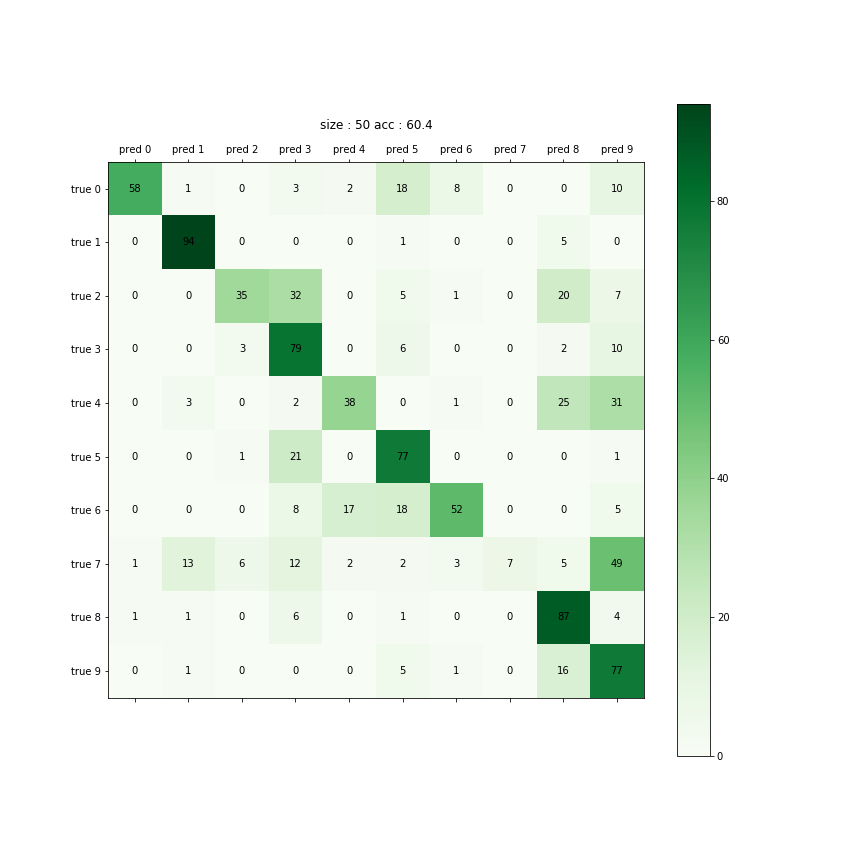 size : 50 acc : 60.4
pred 0 pred 1 pred 2 pred 3 pred 4 pred 5 pred 6 pred 7 pred 8 pred 9
true 0 58 1 0 3 2 18 8 0 0 10
true 1 0 94 0 0 0 1 0 0 5 0
true 2 0 0 35 32 0 5 1 0 20 7
true 3 0 0 3 79 0 6 0 0 2 10
true 4 0 3 0 2 38 0 1 0 25 31
true 5 0 0 1 21 0 77 0 0 0 1
true 6 0 0 0 8 17 18 52 0 0 5
true 7 1 13 6 12 2 2 3 7 5 49
true 8 1 1 0 6 0 1 0 0 87 4
true 9 0 1 0 0 0 5 1 0 16 77
80
60
40
20
0